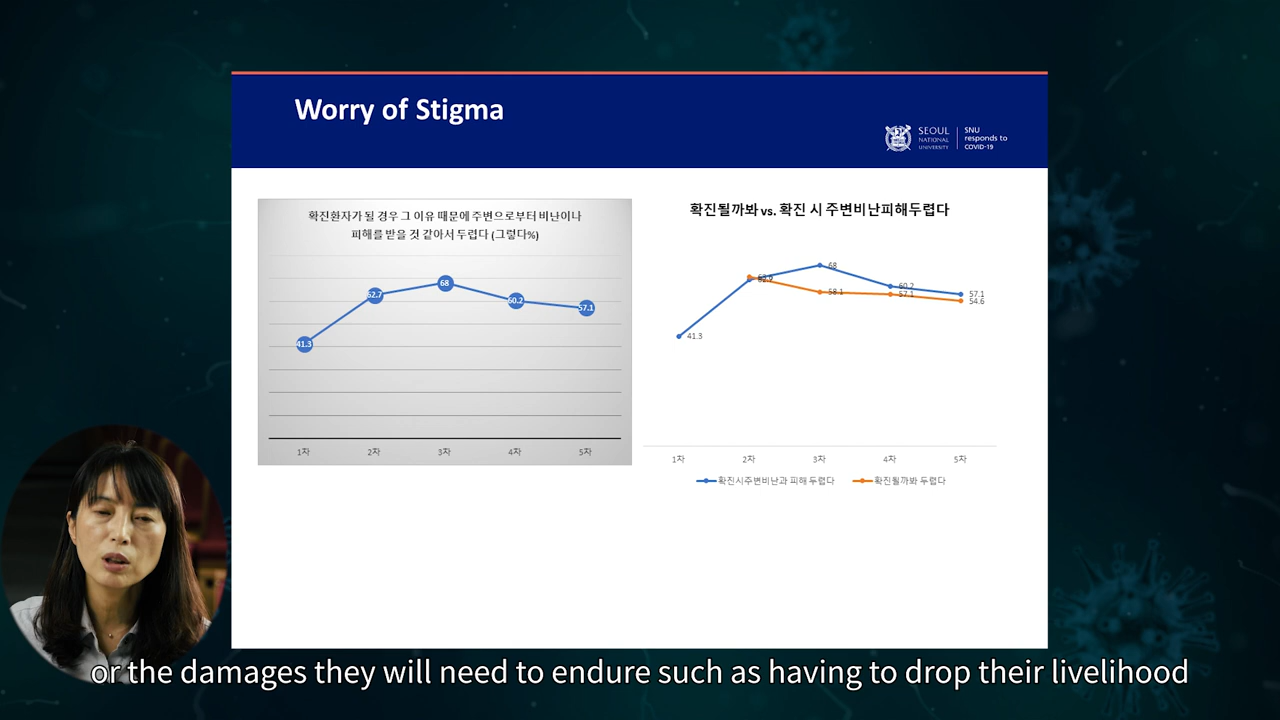 Worry of Stigma
SEOUL
NATIONAL
UNIVERSITY
SNU
responds to
COVID-19
확진환자가 될 경우 그 이유 때문에 주변으로부터 비난이나
피해를 받을 것 같아서 두렵다 (그렇다%)
41.3
62.7
68
60.2
57.1
1차 2차 3차 4차 5차
확진될까봐 vs. 확진 시 주변비난피해두렵다
41.3
68
58.1
60.2
57.1
57.1
54.6
1차 2차 3차 4차 5차
확진시주변비난과 피해 두렵다 확진될까봐 두렵다
or the damages they will need to endure such as having to drop their livelihood